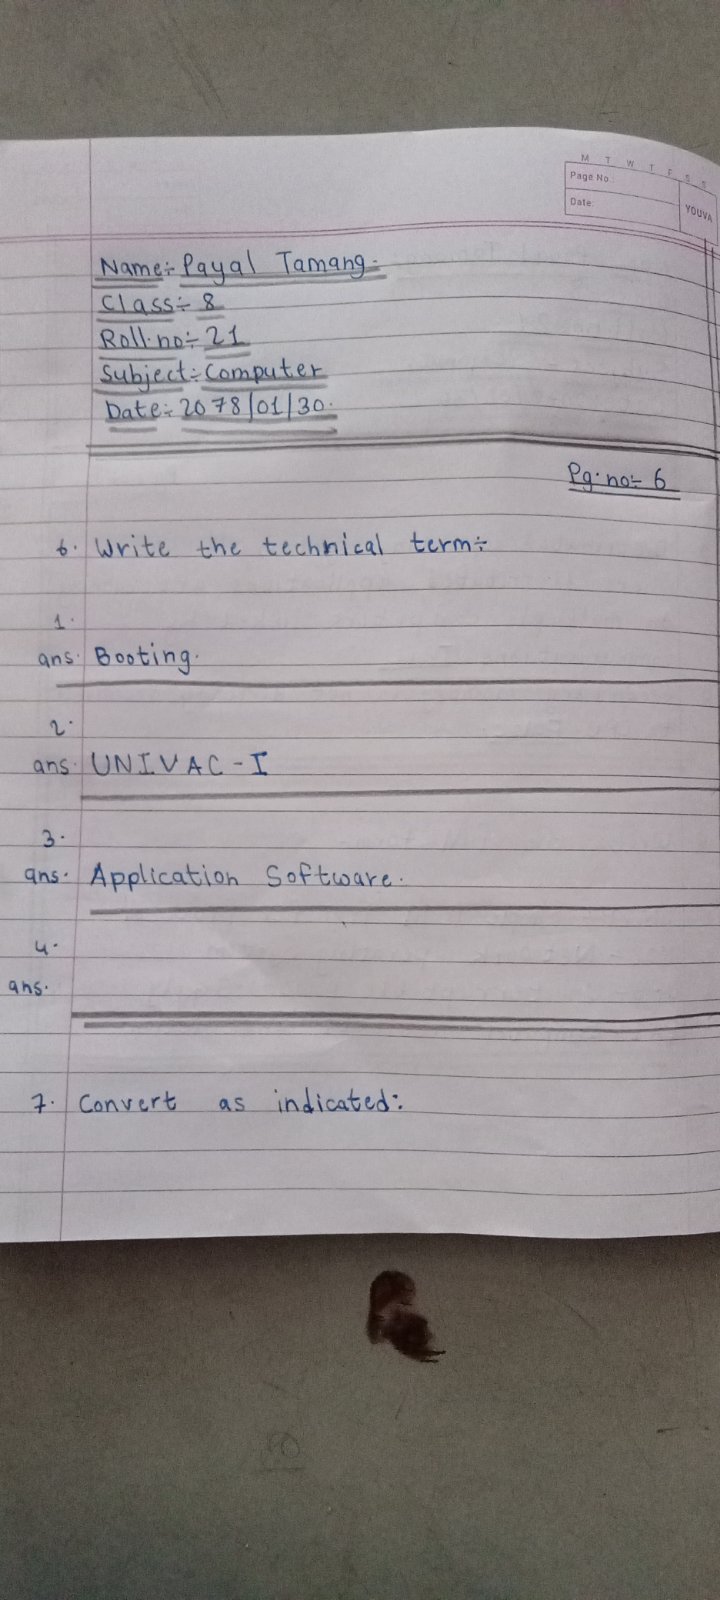 M T W T F S S
Page No.:
Date:
YOUVA
Name÷ Payal Tamang.
Class÷ 8
Roll.no÷ 21
Subject÷ Computer
Date÷ 2078/01/30.
Pg.no÷ 6
6. Write the technical term÷
1.
ans. Booting.
2.
ans. UNIVAC-I
3.
ans. Application Software.
4.
ans.
7. Convert as indicated: